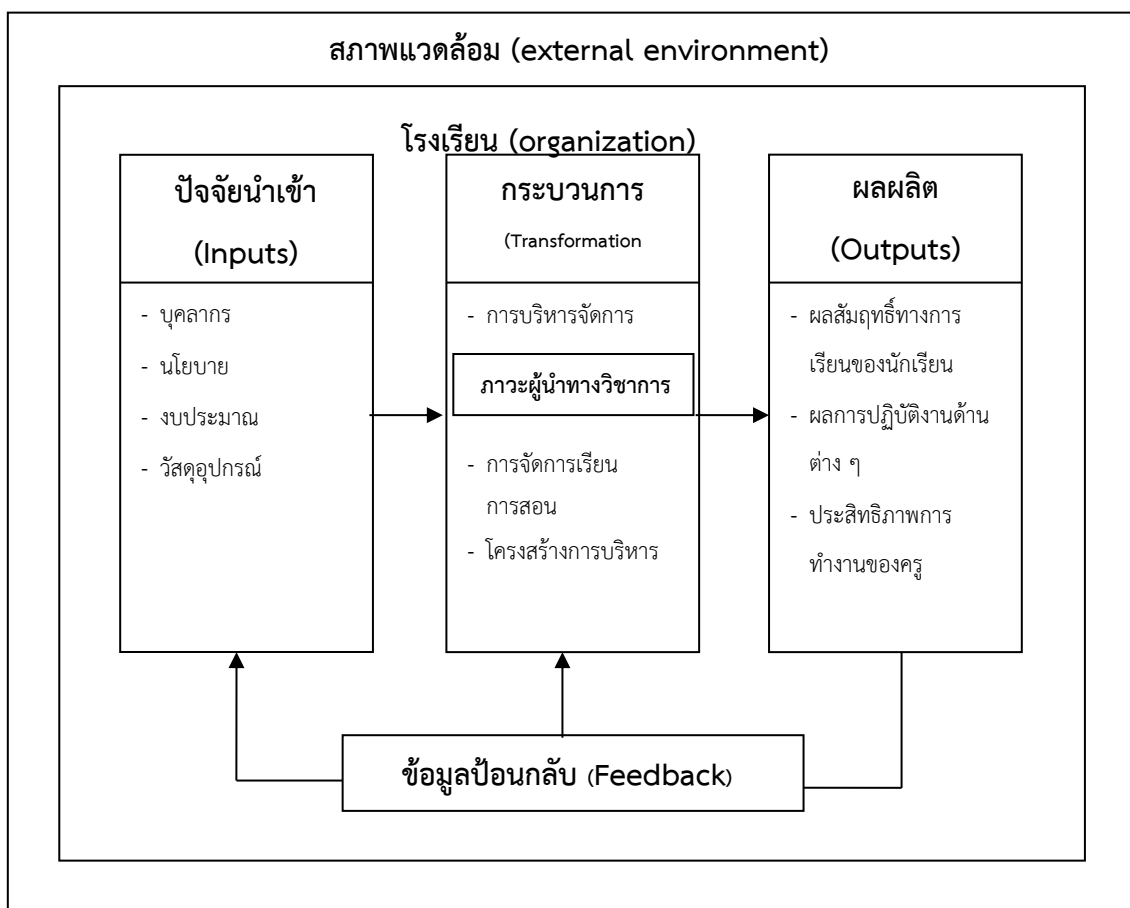 สภาพแวดล้อม (external environment)
โรงเรียน (organization)
ปัจจัยนำเข้า
(Inputs)
- บุคลากร
- นโยบาย
- งบประมาณ
- วัสดุอุปกรณ์
กระบวนการ
(Transformation
- การบริหารจัดการ
ภาวะผู้นำทางวิชาการ
- การจัดการเรียน
การสอน
- โครงสร้างการบริหาร
ผลผลิต
(Outputs)
- ผลสัมฤทธิ์ทางการ
เรียนของนักเรียน
- ผลการปฏิบัติงานด้าน
ต่าง ๆ
- ประสิทธิภาพการ
ทำงานของครู
ข้อมูลป้อนกลับ (Feedback)